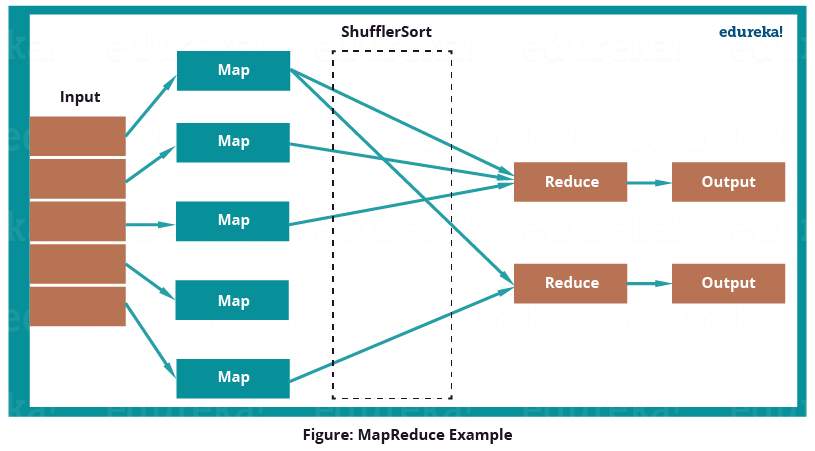 ShufflerSort
edureka!
Input
Map
Map
Map
Map
Map
Reduce
Output
Reduce
Output
Figure: MapReduce Example